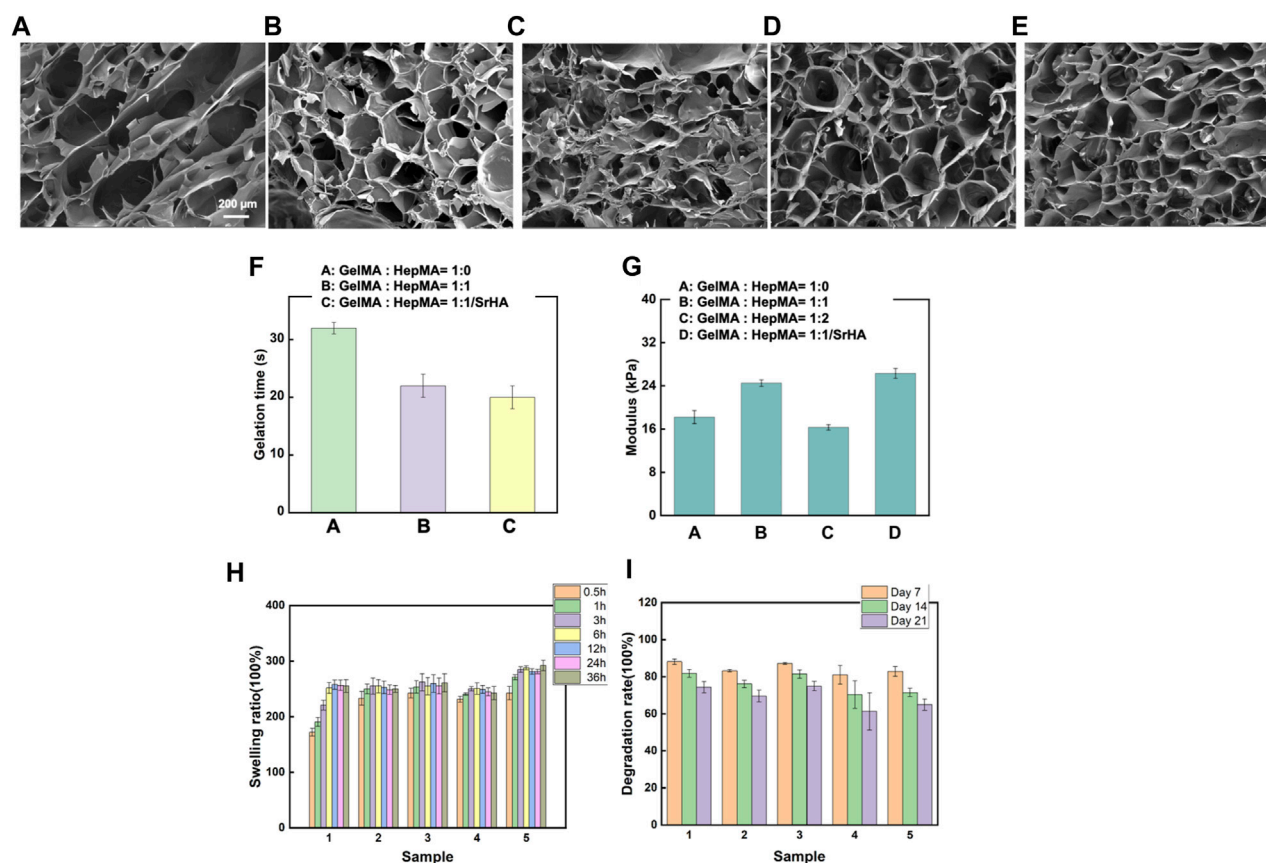 A
B
C
D
E
200 μm
F
A: GelMA : HepMA= 1:0
B: GelMA : HepMA= 1:1
C: GelMA : HepMA= 1:1/SrHA
Gelation time (s)
30
20
10
0
A
B
C
G
A: GelMA : HepMA= 1:0
B: GelMA : HepMA= 1:1
C: GelMA : HepMA= 1:2
D: GelMA : HepMA= 1:1/SrHA
Modulus (kPa)
40
32
24
16
8
0
A
B
C
D
H
0.5h
1h
3h
6h
12h
24h
36h
Swelling ratio(100%)
400
300
200
100
0
1
2
3
4
5
Sample
I
Day 7
Day 14
Day 21
Degradation rate(100%)
120
100
80
60
40
20
0
1
2
3
4
5
Sample